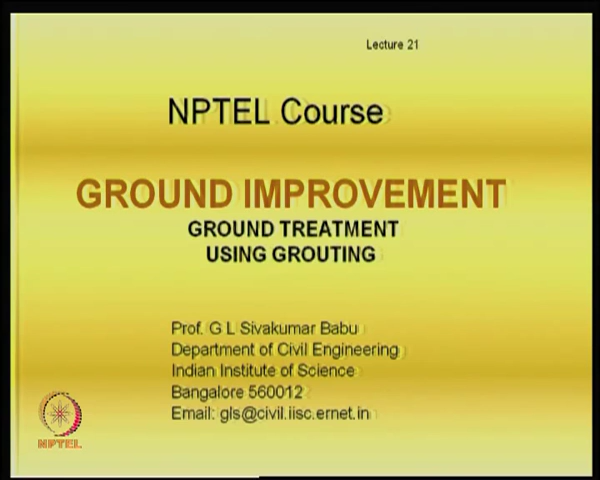 Lecture 21
NPTEL Course
GROUND IMPROVEMENT
GROUND TREATMENT
USING GROUTING
Prof. G L Sivakumar Babu
Department of Civil Engineering
Indian Institute of Science
Bangalore 560012
Email: gls@civil.iisc.ernet.in
NPTEL